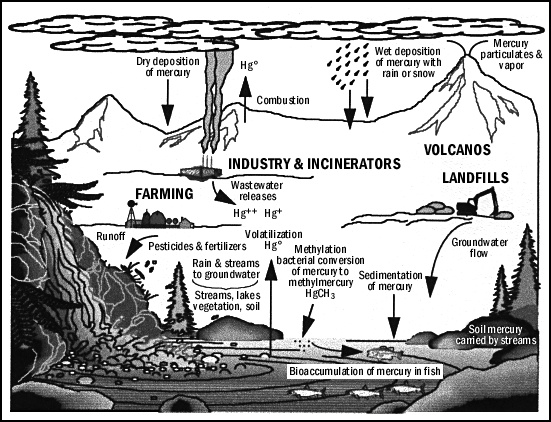 Dry deposition
of mercury
Hg°
Combustion
Wet deposition
of mercury with
rain or snow
Mercury
particulates &
vapor
VOLCANOS
INDUSTRY & INCINERATORS
LANDFILLS
FARMING
Wastewater
releases
Hg++ Hg+
Runoff
Pesticides & fertilizers
Volatilization
Hg°
Rain & streams
to groundwater
Streams, lakes
vegetation, soil
Methylation
bacterial conversion
of mercury to
methylmercury
HgCH3
Sedimentation
of mercury
Groundwater
flow
Soil mercury
carried by streams
Bioaccumulation of mercury in fish